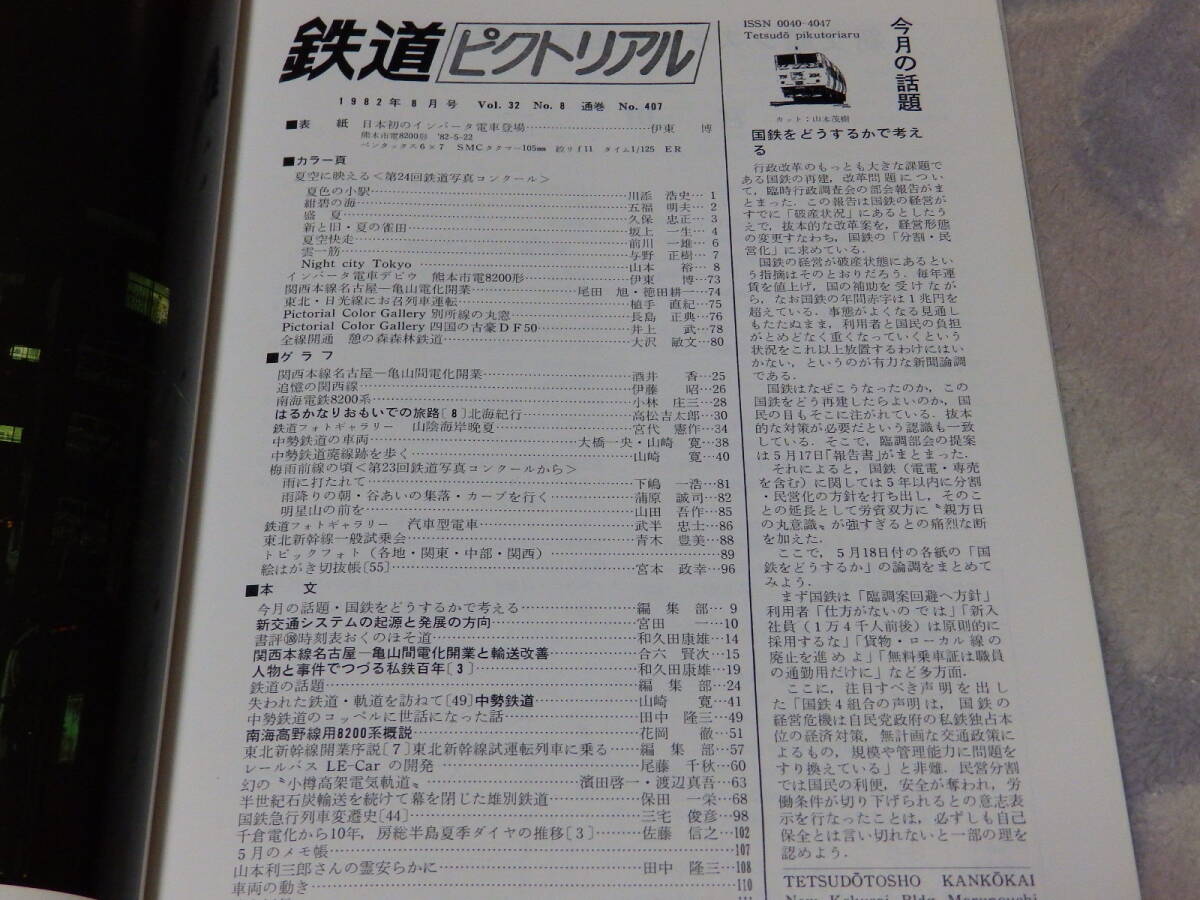 鉄道ピクトリアル
1982年8月号 Vol. 32 No. 8 通巻 No. 407
■表紙 日本初のインバータ電車登場……伊東 博
熊本市電8200形 '82-5-22
ペンタックス6×7 SMCタクマー105mm 絞りf11 タイム1/125 ER
■カラー頁
夏空に映える<第24回鉄道写真コンクール>
夏色の小駅……川添 浩史… 1
紺碧の海……五福 明夫… 2
盛 夏……久保 忠正… 3
新と旧・夏の雀田……坂上 一生… 4
夏空快走……前川 一雄… 6
雲一筋……与野 正樹… 7
Night city Tokyo……山本 裕… 8
インバータ電車デビウ 熊本市電8200形……伊東 博…73
関西本線名古屋―亀山電化開業……尾田 旭・徳田耕一…74
東北・日光線にお召列車運転……植手 直紀…75
Pictorial Color Gallery 別所線の丸窓……長島 正典…76
Pictorial Color Gallery 四国の古豪DF50……井上 武…78
全線開通 憩の森森林鉄道……大沢 敏文…80
■グラフ
関西本線名古屋―亀山間電化開業……酒井 香…25
追憶の関西線……伊藤 昭…26
南海電鉄8200系……小林 庄三…28
はるかなりおもいでの旅路〔8〕北海紀行……高松吉太郎…30
鉄道フォトギャラリー 山陰海岸晩夏……宮代 憲作…34
中勢鉄道の車両……大橋一央・山崎 寛…38
中勢鉄道廃線跡を歩く……山崎 寛…40
梅雨前線の頃<第23回鉄道写真コンクールから>
雨に打たれて……下嶋 一浩…81
雨降りの朝・谷あいの集落・カーブを行く……蒲原 誠司…82
明星山の前を……山田 吾作…85
鉄道フォトギャラリー 汽車型電車……武半 忠士…86
東北新幹線一般試乗会……青木 豊美…88
トピックフォト(各地・関東・中部・関西)……89
絵はがき切抜帳〔55〕……宮本 政幸…96
■本 文
今月の話題・国鉄をどうするかで考える……編 集 部… 9
新交通システムの起源と発展の方向……宮田 一…10
書評 時刻表おくのほそ道……和久田康雄…14
関西本線名古屋―亀山間電化開業と輸送改善……合六 賢次…15
人物と事件でつづる私鉄百年〔3〕……和久田康雄…19
鉄道の話題……編 集 部…24
失われた鉄道・軌道を訪ねて〔49〕中勢鉄道……山崎 寛…41
中勢鉄道のコッペルに世話になった話……田中 隆三…49
南海高野線用8200系概説……花岡 徹…51
東北新幹線開業序説〔7〕東北新幹線試運転列車に乗る……編 集 部…57
レールバス LE-Car の開発……尾藤 千秋…60
幻の〝小樽高架電気軌道〟……濱田啓一・渡辺真吾…63
半世紀石炭輸送を続けて幕を閉じた雄別鉄道……保田 一栄…68
国鉄急行列車変遷史〔44〕……三宅 俊彦…98
千倉電化から10年,房総半島夏季ダイヤの推移〔3〕……佐藤 信之…102
5月のメモ帳……107
山本利三郎さんの霊安らかに……田中 隆三…108
車両の動き……110
ISSN 0040-4047
Tetsudō pikutoriaru
今月の話題
カット:山本茂樹
国鉄をどうするかで考え
る
行政改革のもっとも大きな課題で
ある国鉄の再建,改革問題につい
て,臨時行政調査会の部会報告がま
とまった.この報告は国鉄の経営が
すでに「破産状況」にあるとしたう
えで,抜本的な改革案を,経営形態
の変更すなわち,国鉄の「分割・民
営化」に求めている.
国鉄の経営が破産状態にあるとい
う指摘はそのとおりだろう.毎年運
賃を値上げ,国の補助を受けなが
ら,なお国鉄の年間赤字は1兆円を
超えている.事態がよくなる見通し
もたたぬまま,利用者と国民の負担
がとめどなく重くなっていくという
状況をこれ以上放置するわけにはい
かない,というのが有力な新聞論調
である.
国鉄はなぜこうなったのか,この
国鉄をどう再建したらよいのか,国
民の目もそこに注がれている.抜本
的な対策が必要だという認識も一致
している.そこで,臨調部会の提案
は5月17日「報告書」がまとまった.
それによると,国鉄(電電・専売
を含む)に関しては5年以内に分割
・民営化の方針を打ち出し,そのこ
との延長として労資双方に〝親方日
の丸意識〟が強すぎるとの痛烈な断
を加えた.
ここで,5月18日付の各紙の「国
鉄をどうするか」の論調をまとめて
みよう.
まず国鉄は「臨調案回避へ方針」
利用者「仕方がないのでは」「新入
社員(1万4千人前後)は原則的に
採用するな」「貨物・ローカル線の
廃止を進めよ」「無料乗車証は職員
の通勤用だけに」など多方面.
ここに,注目すべき声明を出し
た「国鉄4組合の声明は,国鉄の
経営危機は自民党政府の私鉄独占本
位の経済対策,無計画な交通政策に
よるもの,規模や管理能力に問題を
すり換えている」と非難.民営分割
では国民の利便,安全が奪われ,労
働条件が切り下げられるとの意志表
示を行なったことは,必ずしも自己
保全とは言い切れないと一部の理を
認めよう.
TETSUDŌTOSHO KANKŌKAI